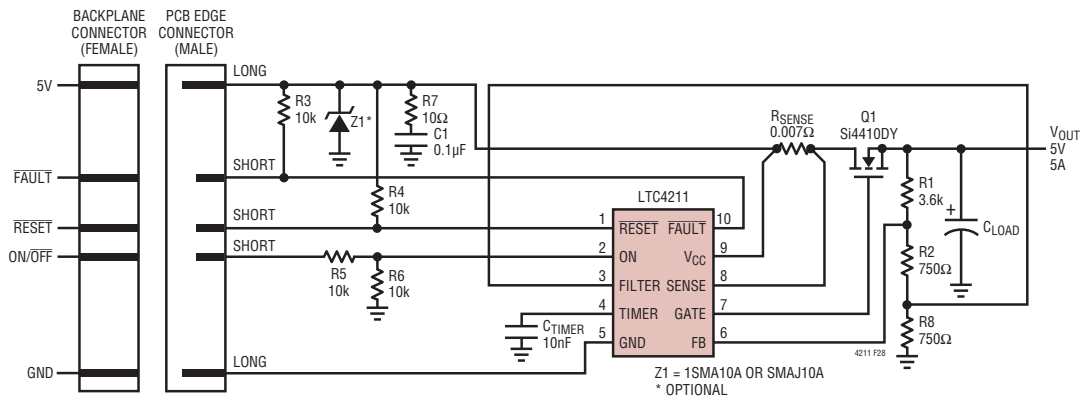 BACKPLANE
CONNECTOR
(FEMALE)
PCB EDGE
CONNECTOR
(MALE)
LONG
5V
R3
10k
Z1*
R7
10Ω
C1
0.1µF
RSENSE
0.007Ω
Q1
Si4410DY
VOUT
5V
5A
SHORT
FAULT
R4
10k
R1
3.6k
+
CLOAD
SHORT
RESET
LTC4211
1
RESET
FAULT
10
SHORT
ON/OFF
2
ON
VCC
9
R2
750Ω
R5
10k
R6
10k
3
FILTER
SENSE
8
4
TIMER
GATE
7
CTIMER
10nF
5
GND
FB
6
R8
750Ω
4211 F28
LONG
GND
Z1 = 1SMA10A OR SMAJ10A
* OPTIONAL